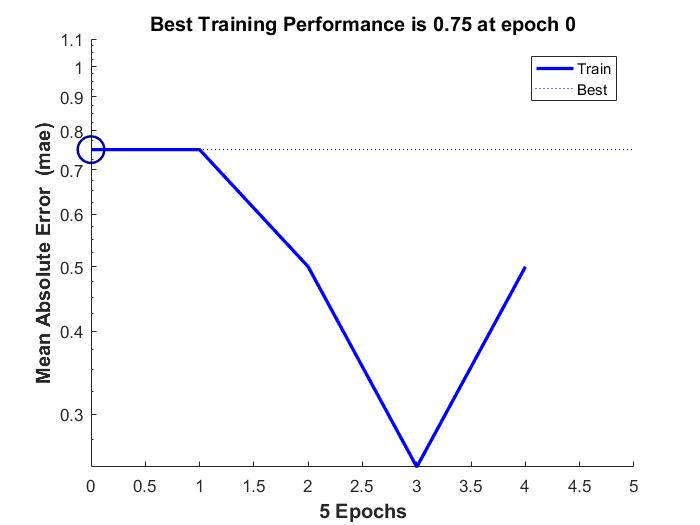 Best Training Performance is 0.75 at epoch 0
1.1
1
0.9
0.8
0.7
0.6
0.5
0.4
0.3
Mean Absolute Error (mae)
Train
Best
0 0.5 1 1.5 2 2.5 3 3.5 4 4.5 5
5 Epochs